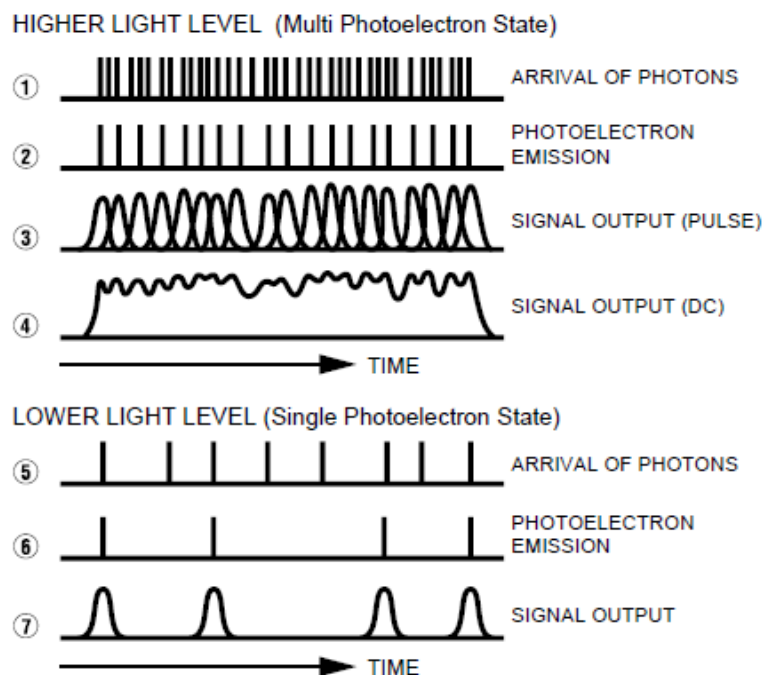 HIGHER LIGHT LEVEL (Multi Photoelectron State)
① ARRIVAL OF PHOTONS
② PHOTOELECTRON
EMISSION
③ SIGNAL OUTPUT (PULSE)
④ SIGNAL OUTPUT (DC)
TIME
LOWER LIGHT LEVEL (Single Photoelectron State)
⑤ ARRIVAL OF PHOTONS
⑥ PHOTOELECTRON
EMISSION
⑦ SIGNAL OUTPUT
TIME